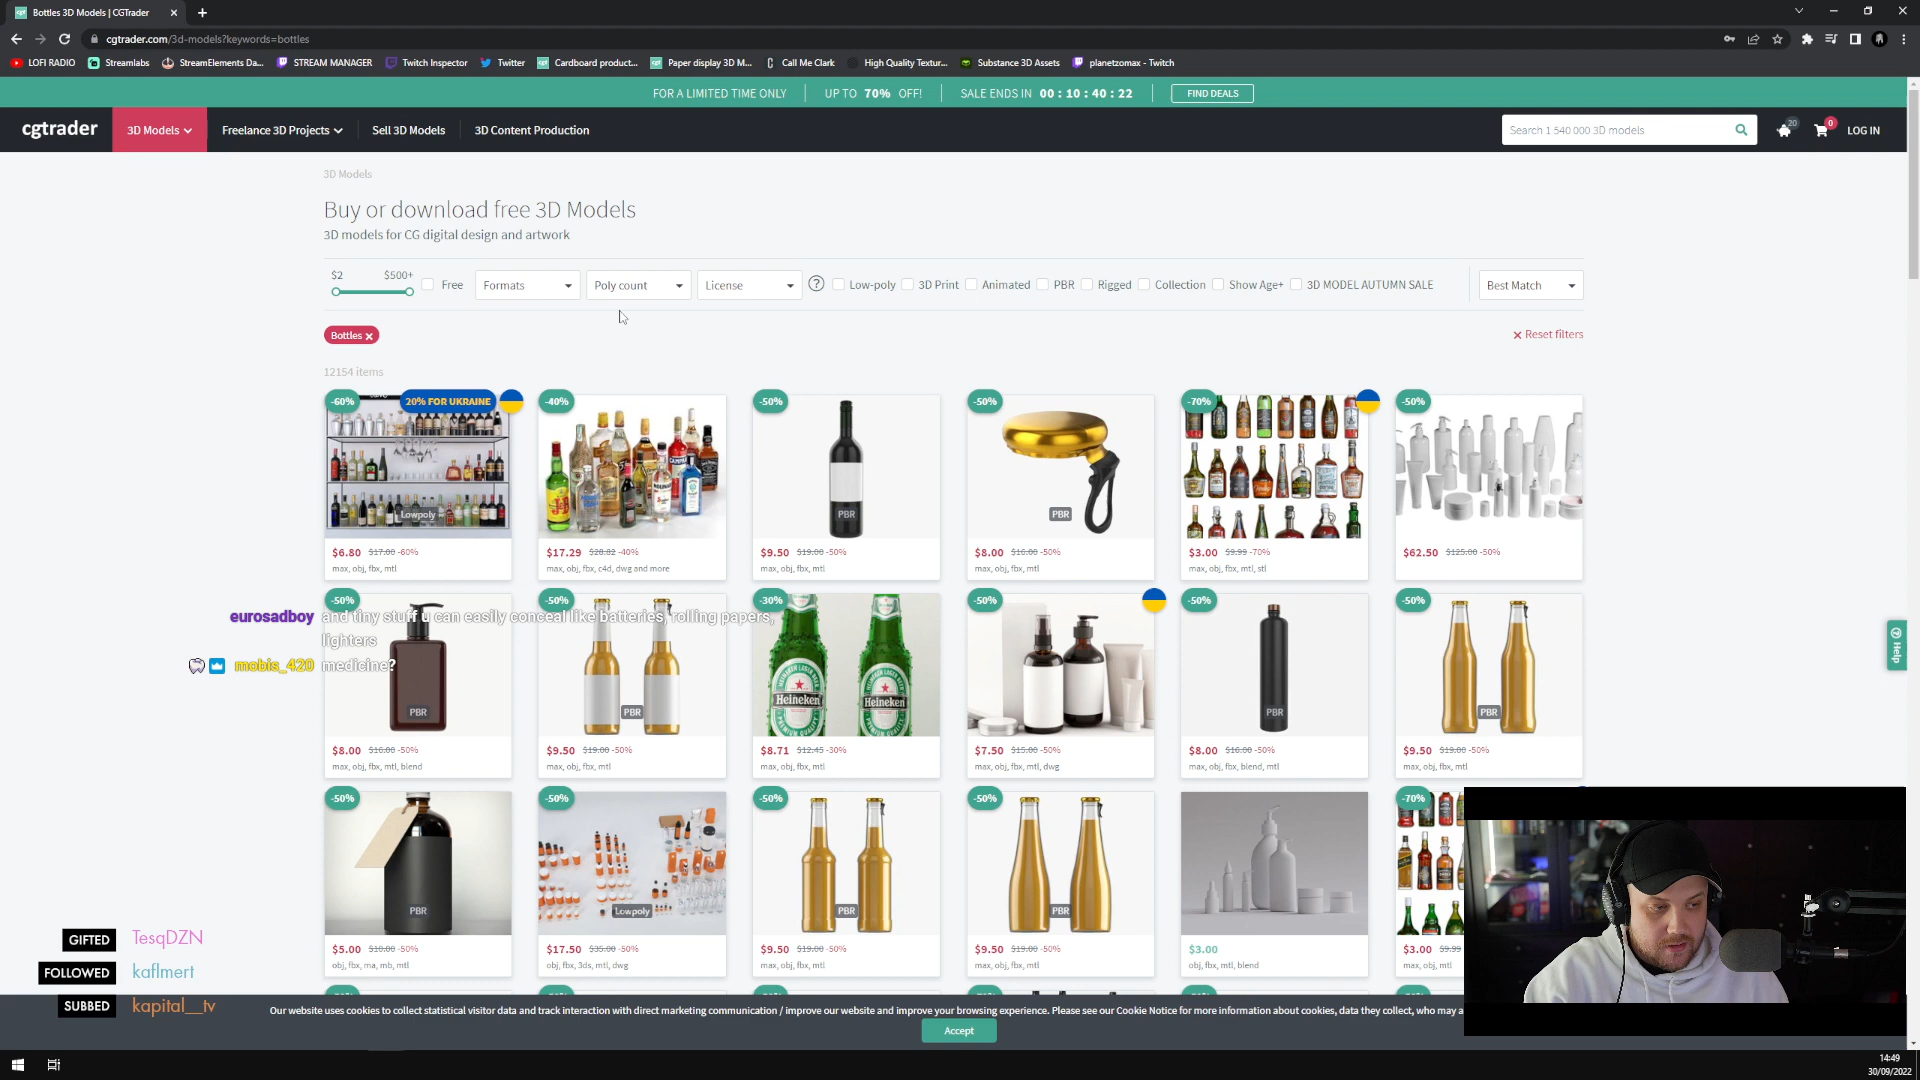 Bottles 3D Models | CGTrader
cgtrader.com/3d-models?keywords=bottles
LOFI RADIO
Streamlabs
StreamElements Da...
STREAM MANAGER
Twitch Inspector
Twitter
Cardboard product...
Paper display 3D M...
Call Me Clark
High Quality Textur...
Substance 3D Assets
planetzomax - Twitch
FOR A LIMITED TIME ONLY
UP TO 70% OFF!
SALE ENDS IN 00 : 10 : 40 : 22
FIND DEALS
cgtrader
3D Models
Freelance 3D Projects
Sell 3D Models
3D Content Production
Search 1 540 000 3D models
20
0
LOG IN
3D Models
Buy or download free 3D Models
3D models for CG digital design and artwork
$2
$500+
Free
Formats
Poly count
License
Low-poly
3D Print
Animated
PBR
Rigged
Collection
Show Age+
3D MODEL AUTUMN SALE
Best Match
Bottles
Reset filters
12154 items
-60%
20% FOR UKRAINE
-40%
-50%
-50%
-70%
-50%
Lowpoly
PBR
PBR
$6.80 $17.00 -60%
max, obj, fbx, mtl
$17.29 $28.82 -40%
max, obj, fbx, c4d, dwg and more
$9.50 $19.00 -50%
max, obj, fbx, mtl
$8.00 $16.00 -50%
max, obj, fbx, mtl
$3.00 $9.99 -70%
max, obj, fbx, mtl, stl
$62.50 $125.00 -50%
-50%
-50%
-30%
-50%
-50%
-50%
eurosadboy and tiny stuff u can easily conceal like batteries, rolling papers,
lighters
mobis_420 medicine?
Heineken
Heineken
PBR
PBR
PBR
PBR
$8.00 $16.00 -50%
max, obj, fbx, mtl, blend
$9.50 $19.00 -50%
max, obj, fbx, mtl
$8.71 $12.45 -30%
max, obj, fbx, mtl
$7.50 $15.00 -50%
max, obj, fbx, mtl, dwg
$8.00 $16.00 -50%
max, obj, fbx, blend, mtl
$9.50 $19.00 -50%
max, obj, fbx, mtl
Help
-50%
-50%
-50%
-50%
-70%
PBR
Lowpoly
PBR
PBR
$5.00 $10.00 -50%
obj, fbx, ma, mb, mtl
$17.50 $35.00 -50%
obj, fbx, 3ds, mtl, dwg
$9.50 $19.00 -50%
max, obj, fbx, mtl
$9.50 $19.00 -50%
max, obj, fbx, mtl
$3.00
obj, fbx, mtl, blend
$3.00 $9.99
max, obj, mtl
GIFTED TesqDZN
FOLLOWED kaflmert
SUBBED kapital__tv
Our website uses cookies to collect statistical visitor data and track interaction with direct marketing communication / improve our website and improve your browsing experience. Please see our Cookie Notice for more information about cookies, data they collect, who may a
Accept
14:49
30/09/2022